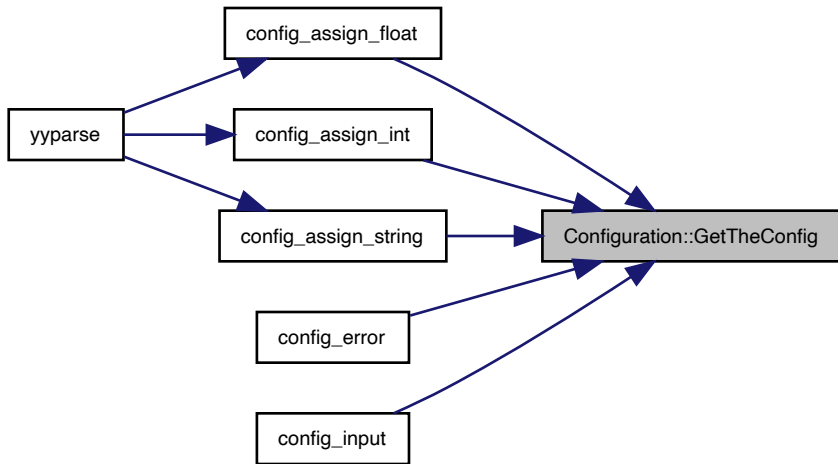 config_assign_float
yyparse
config_assign_int
config_assign_string
Configuration::GetTheConfig
config_error
config_input